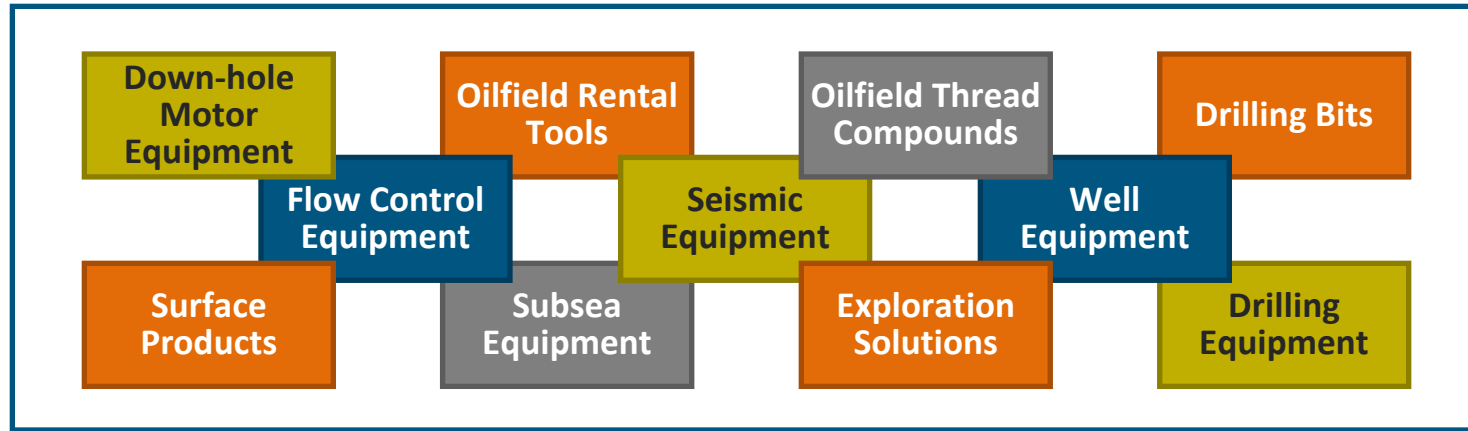 Down-hole
Motor
Equipment
Oilfield Rental
Tools
Oilfield Thread
Compounds
Drilling Bits
Flow Control
Equipment
Seismic
Equipment
Well
Equipment
Surface
Products
Subsea
Equipment
Exploration
Solutions
Drilling
Equipment